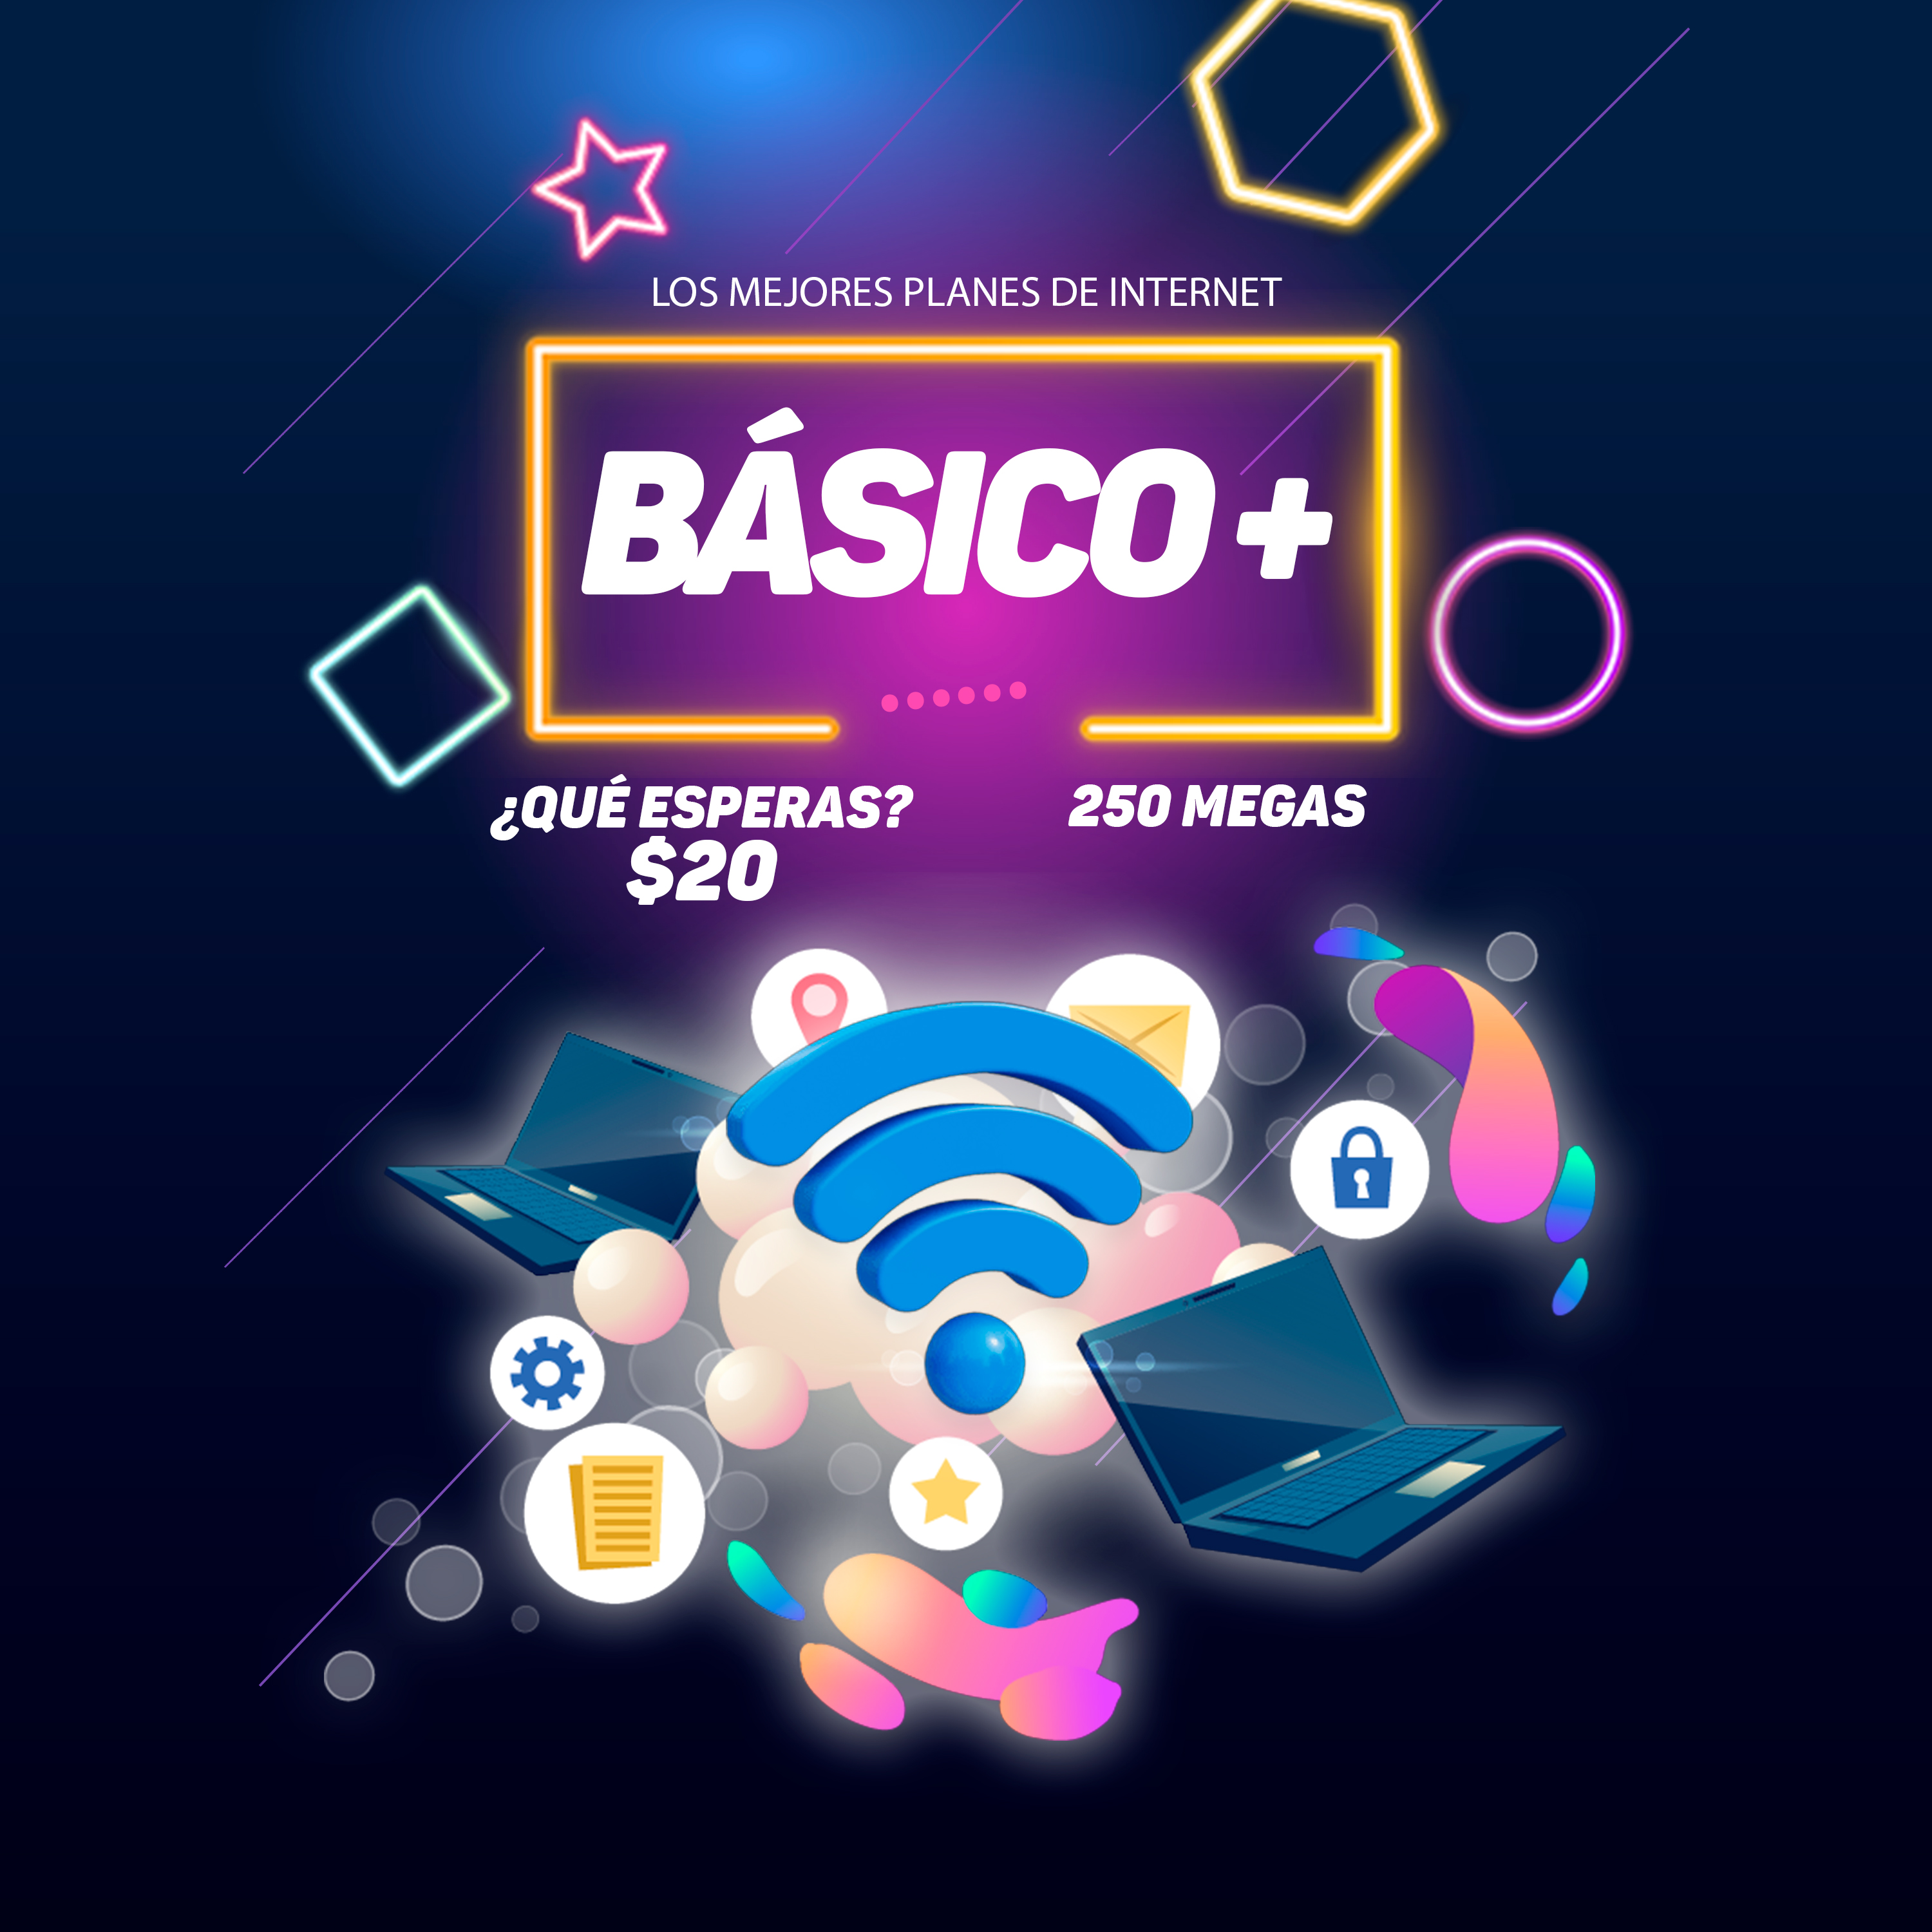 LOS MEJORES PLANES DE INTERNET
BÁSICO +
¿QUÉ ESPERAS?
$20
250 MEGAS